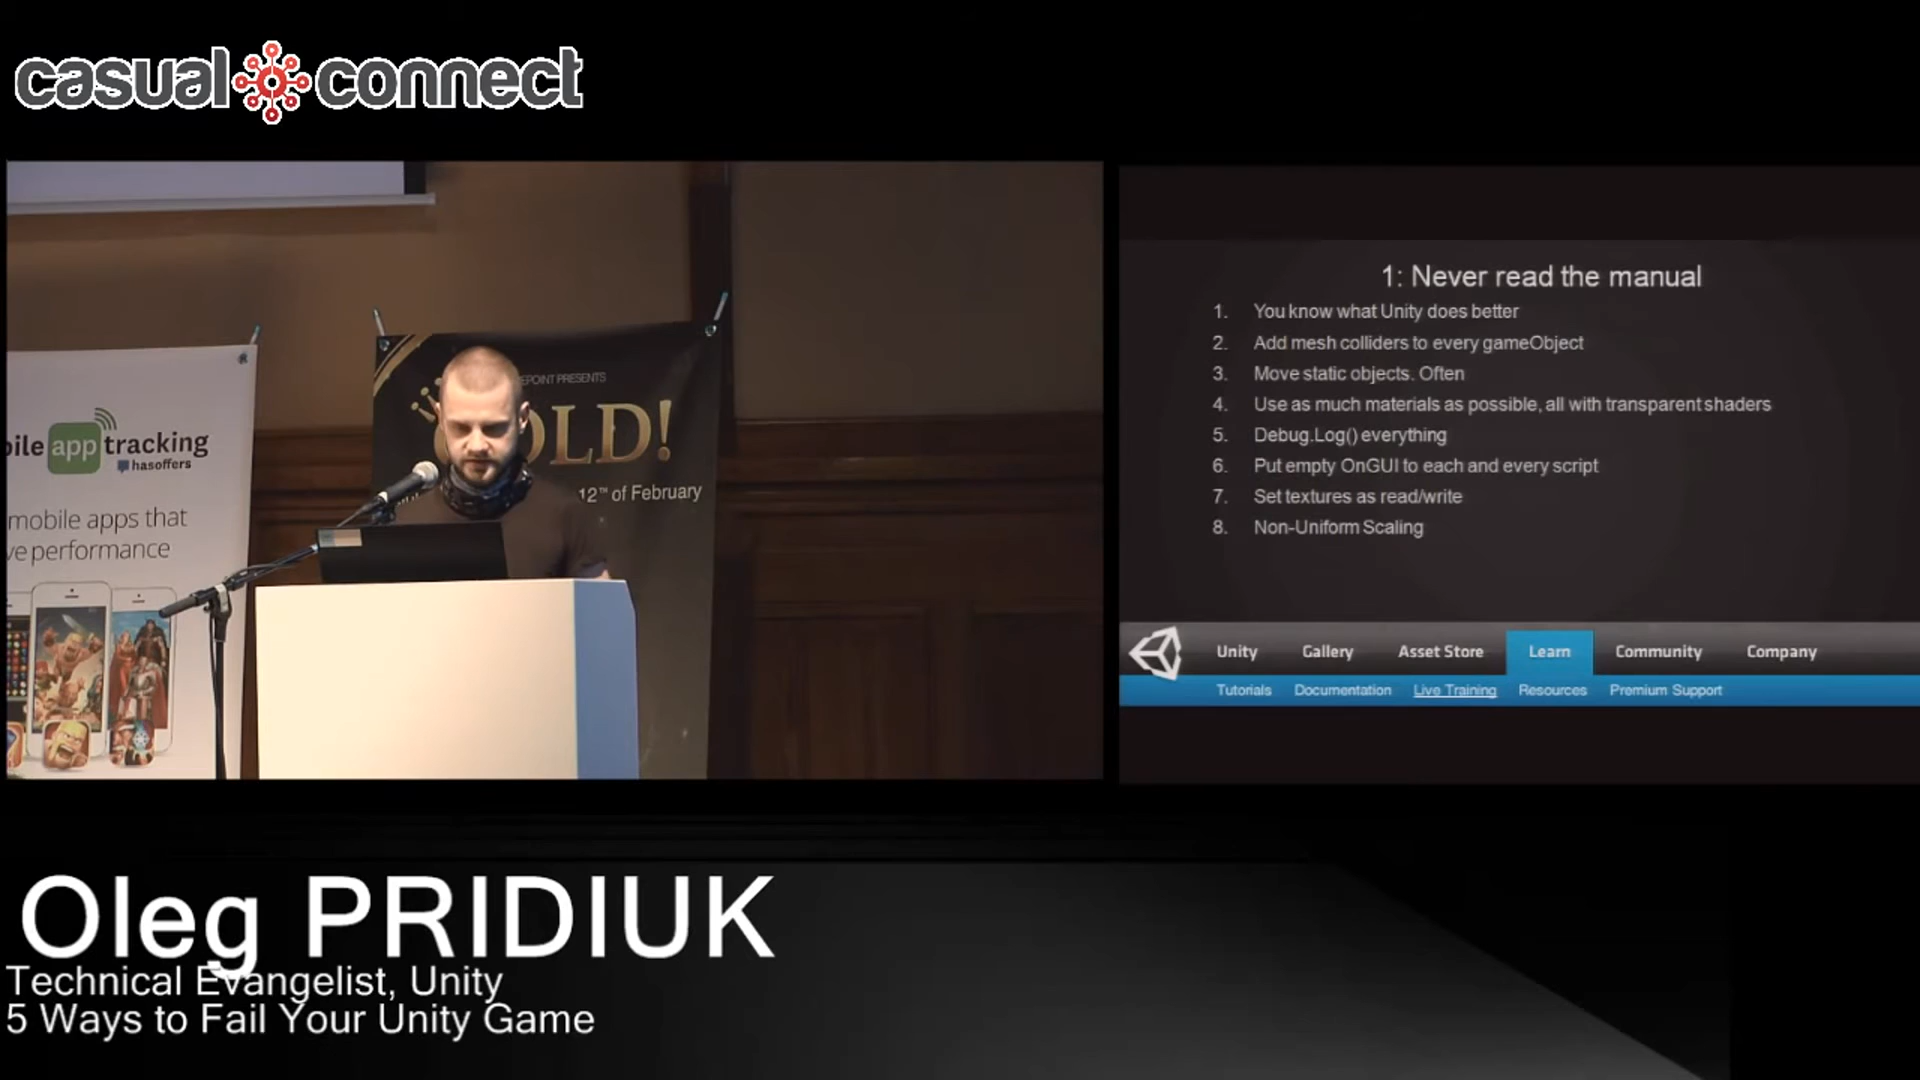 casual connect
bile app tracking
hasoffers
mobile apps that
ve performance
EPOINT PRESENTS
OLD!
12TH of February
1: Never read the manual
1. You know what Unity does better
2. Add mesh colliders to every gameObject
3. Move static objects. Often
4. Use as much materials as possible, all with transparent shaders
5. Debug.Log() everything
6. Put empty OnGUI to each and every script
7. Set textures as read/write
8. Non-Uniform Scaling
Unity Gallery Asset Store Learn Community Company
Tutorials Documentation Live Training Resources Premium Support
Oleg PRIDIUK
Technical Evangelist, Unity
5 Ways to Fail Your Unity Game